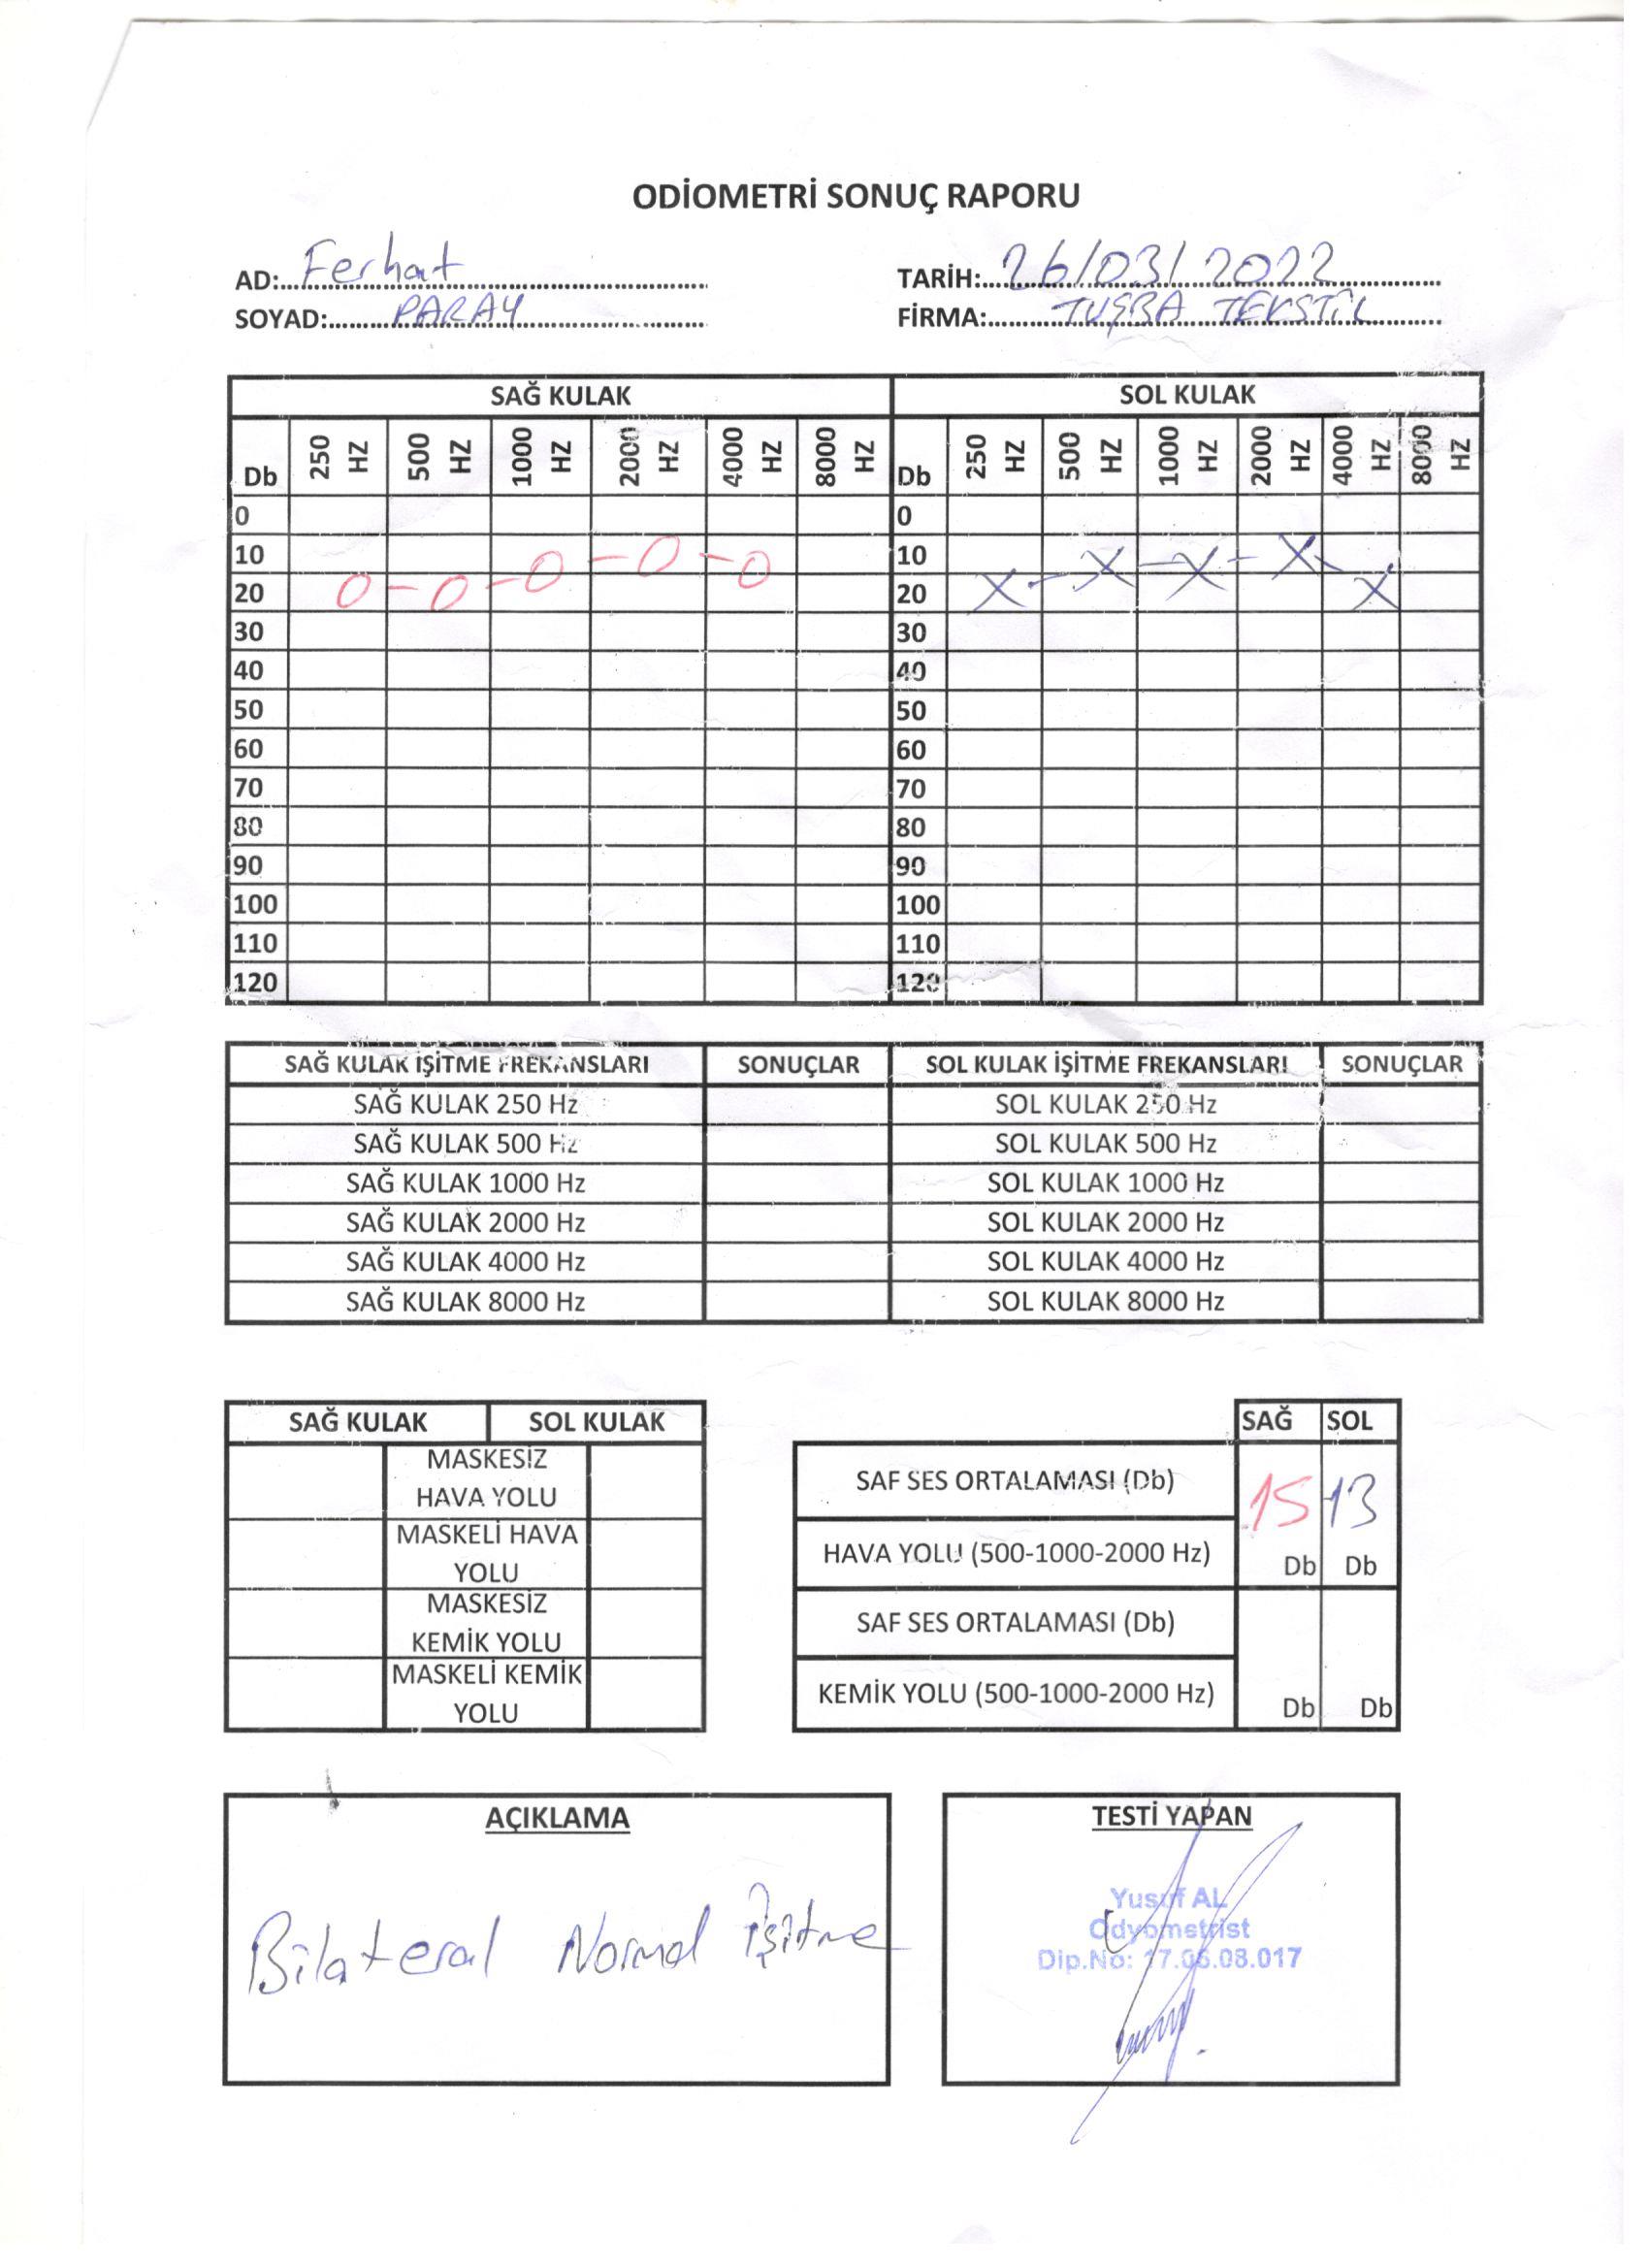 ODİOMETRİ SONUÇ RAPORU
AD: Ferhat TARİH: 26/03/2022
SOYAD: PARAY FİRMA: TUŞBA TEKSTİL
SAĞ KULAK SOL KULAK
Db 250 HZ 500 HZ 1000 HZ 2000 HZ 4000 HZ 8000 HZ Db 250 HZ 500 HZ 1000 HZ 2000 HZ 4000 HZ 8000 HZ
0 0
10 10
20 20
30 30
40 40
50 50
60 60
70 70
80 80
90 90
100 100
110 110
120 120
SAĞ KULAK İŞİTME FREKANSLARI SONUÇLAR SOL KULAK İŞİTME FREKANSLARI SONUÇLAR
SAĞ KULAK 250 Hz SOL KULAK 250 Hz
SAĞ KULAK 500 Hz SOL KULAK 500 Hz
SAĞ KULAK 1000 Hz SOL KULAK 1000 Hz
SAĞ KULAK 2000 Hz SOL KULAK 2000 Hz
SAĞ KULAK 4000 Hz SOL KULAK 4000 Hz
SAĞ KULAK 8000 Hz SOL KULAK 8000 Hz
SAĞ KULAK SOL KULAK
MASKESİZ
HAVA YOLU
MASKELİ HAVA
YOLU
MASKESİZ
KEMİK YOLU
MASKELİ KEMİK
YOLU
SAĞ SOL
SAF SES ORTALAMASI (Db) 15 13
HAVA YOLU (500-1000-2000 Hz) Db Db
SAF SES ORTALAMASI (Db)
KEMİK YOLU (500-1000-2000 Hz) Db Db
AÇIKLAMA
Bilateral Normal İşitme
TESTİ YAPAN
Yusuf AL
Odyometrist
Dip.No: 17.06.08.017